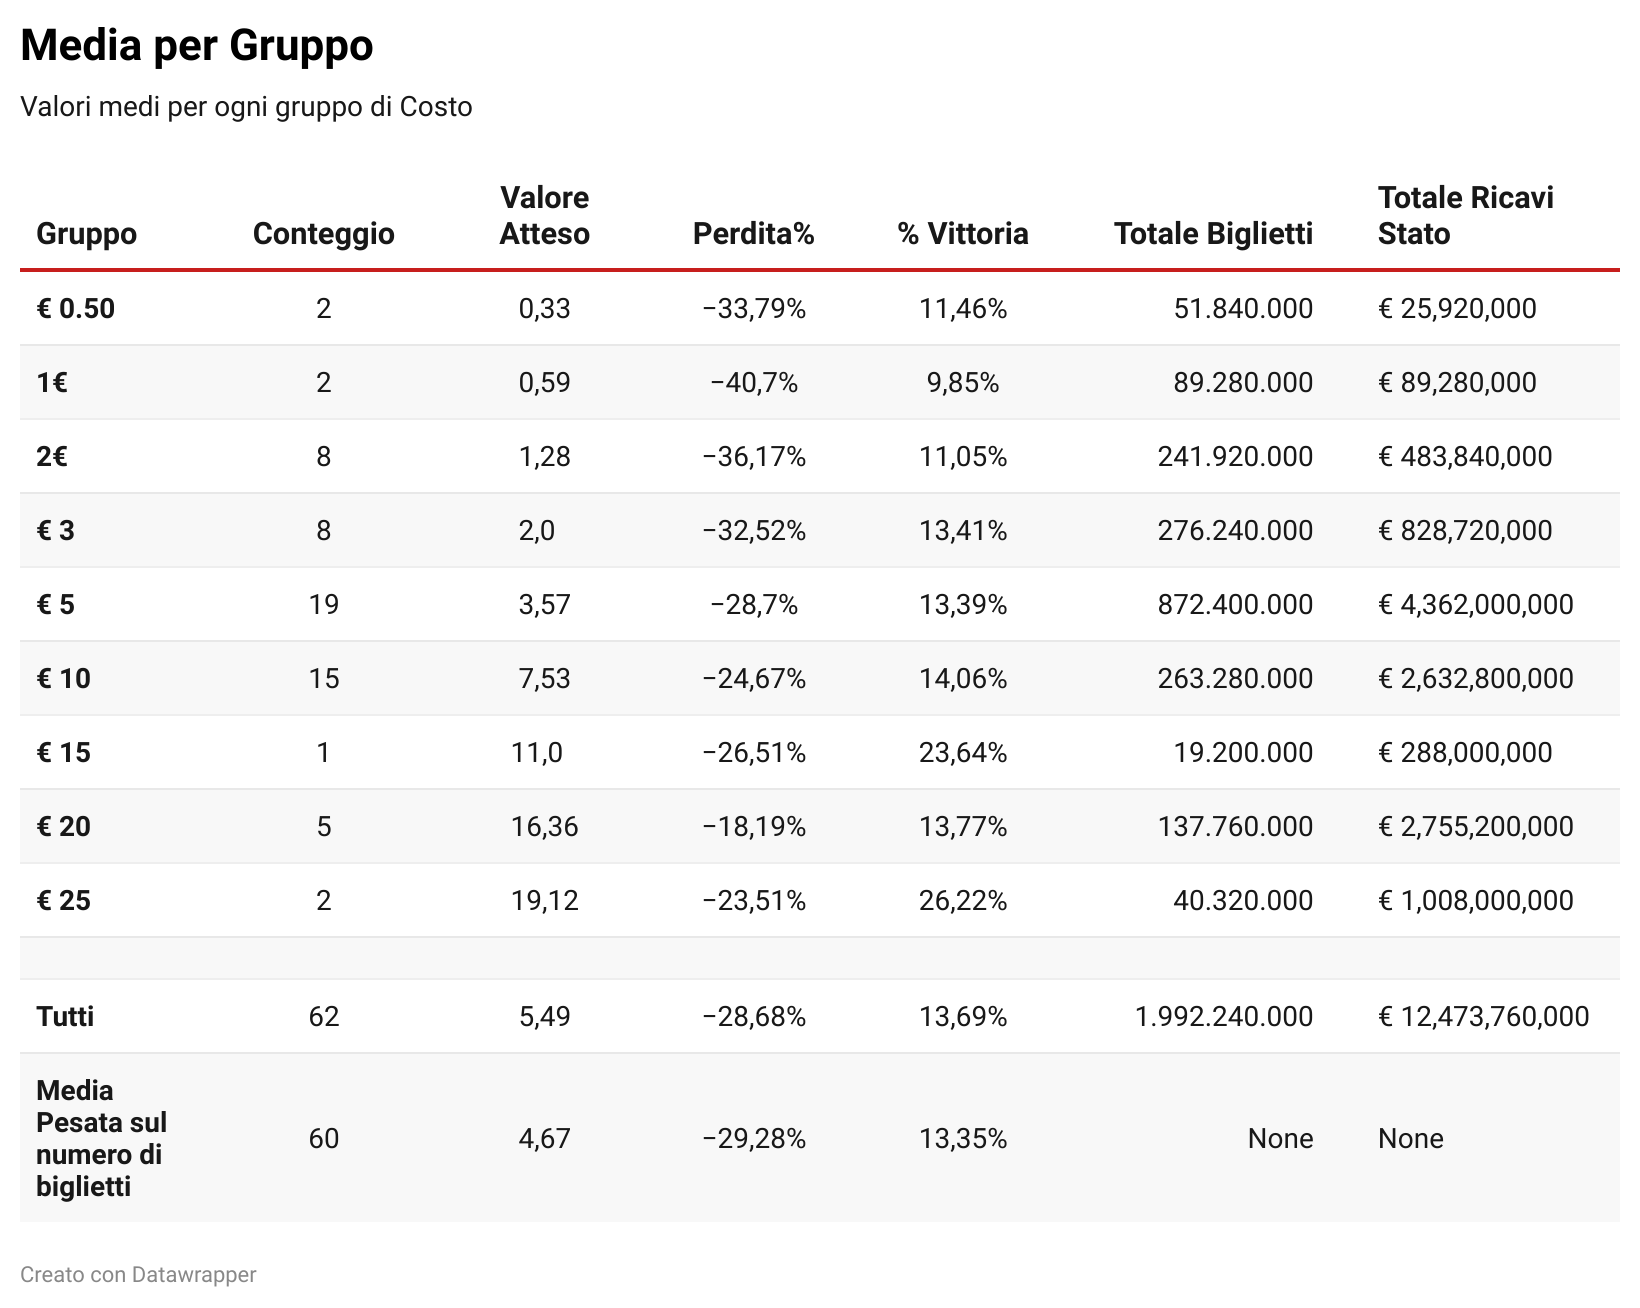 Media per Gruppo
Valori medi per ogni gruppo di Costo
Gruppo Conteggio Valore Atteso Perdita% % Vittoria Totale Biglietti Totale Ricavi Stato
€ 0.50 2 0,33 −33,79% 11,46% 51.840.000 € 25,920,000
1€ 2 0,59 −40,7% 9,85% 89.280.000 € 89,280,000
2€ 8 1,28 −36,17% 11,05% 241.920.000 € 483,840,000
€ 3 8 2,0 −32,52% 13,41% 276.240.000 € 828,720,000
€ 5 19 3,57 −28,7% 13,39% 872.400.000 € 4,362,000,000
€ 10 15 7,53 −24,67% 14,06% 263.280.000 € 2,632,800,000
€ 15 1 11,0 −26,51% 23,64% 19.200.000 € 288,000,000
€ 20 5 16,36 −18,19% 13,77% 137.760.000 € 2,755,200,000
€ 25 2 19,12 −23,51% 26,22% 40.320.000 € 1,008,000,000
Tutti 62 5,49 −28,68% 13,69% 1.992.240.000 € 12,473,760,000
Media
Pesata sul
numero di
biglietti 60 4,67 −29,28% 13,35% None None
Creato con Datawrapper